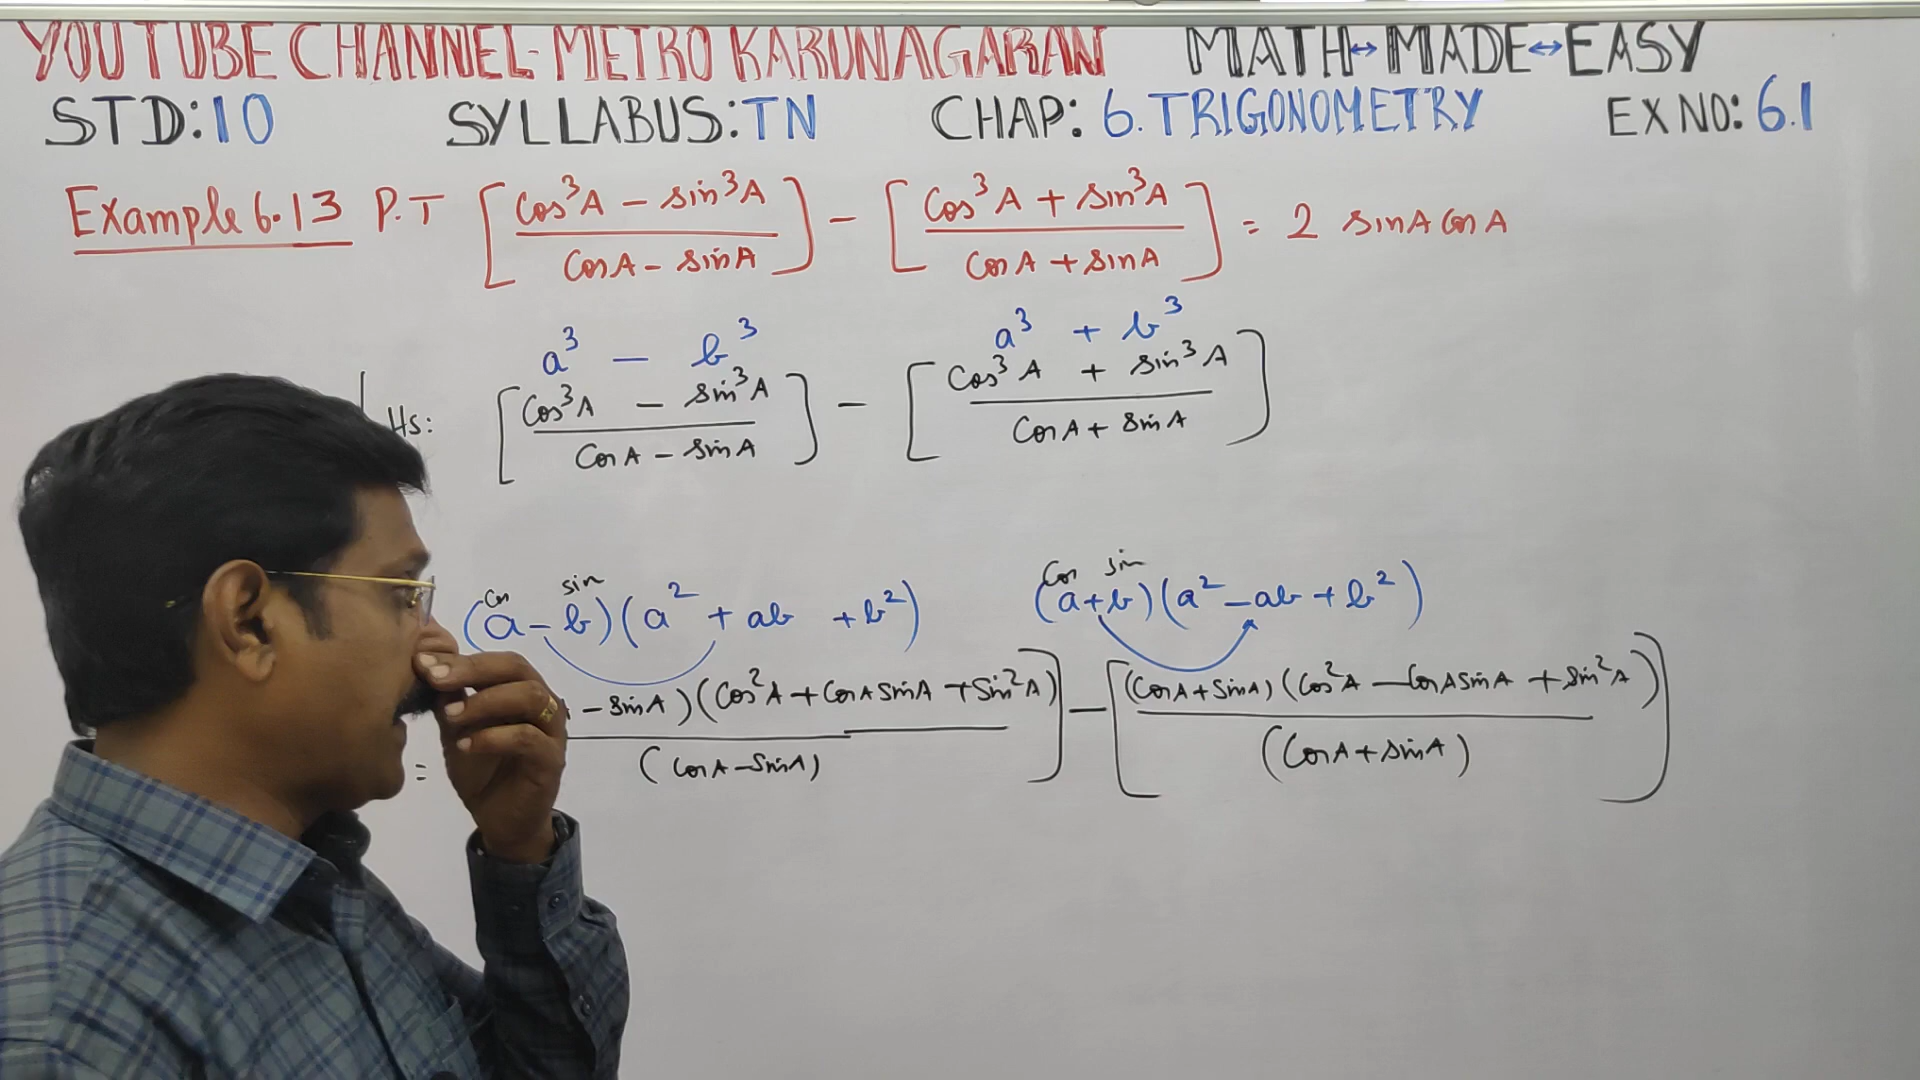 YOUTUBE CHANNEL-METRO KARUNAGARAN MATH↔MADE↔EASY
STD:10 SYLLABUS:TN CHAP: 6.TRIGONOMETRY EX NO: 6.1
Example 6.13 P.T [(cos³A - sin³A)/(cosA - sinA)] - [(cos³A + sin³A)/(cosA + sinA)] = 2 sinA cosA
a³ - b³ a³ + b³
LHS: [(cos³A - sin³A)/(cosA - sinA)] - [(cos³A + sin³A)/(cosA + sinA)]
cos sin cos sin
(a-b)(a² + ab + b²) (a+b)(a² - ab + b²)
= - sinA)(cos²A + cosA sinA + sin²A)/(cosA - sinA)] - [(cosA + sinA)(cos²A - cosA sinA + sin²A)/(cosA + sinA)]